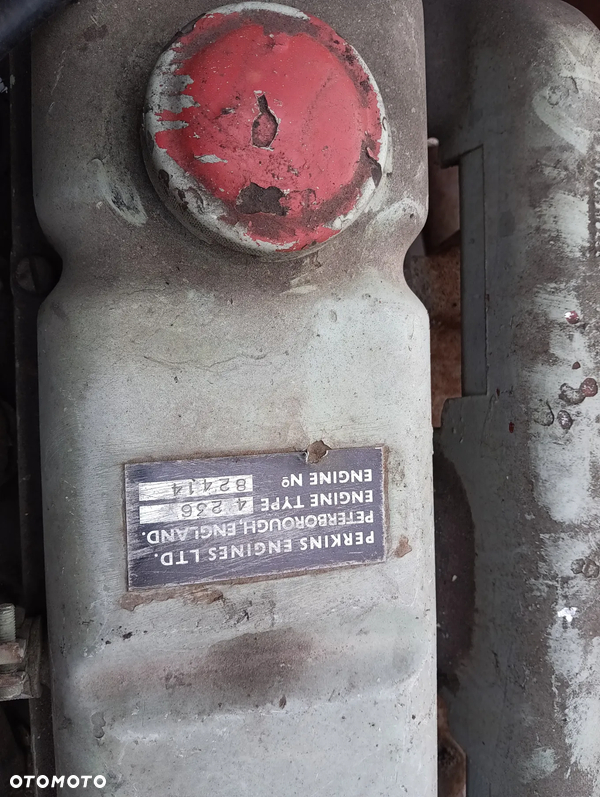 PERKINS ENGINES LTD.
PETERBOROUGH, ENGLAND.
ENGINE TYPE 4 236
ENGINE Nº 82414
OTOMOTO